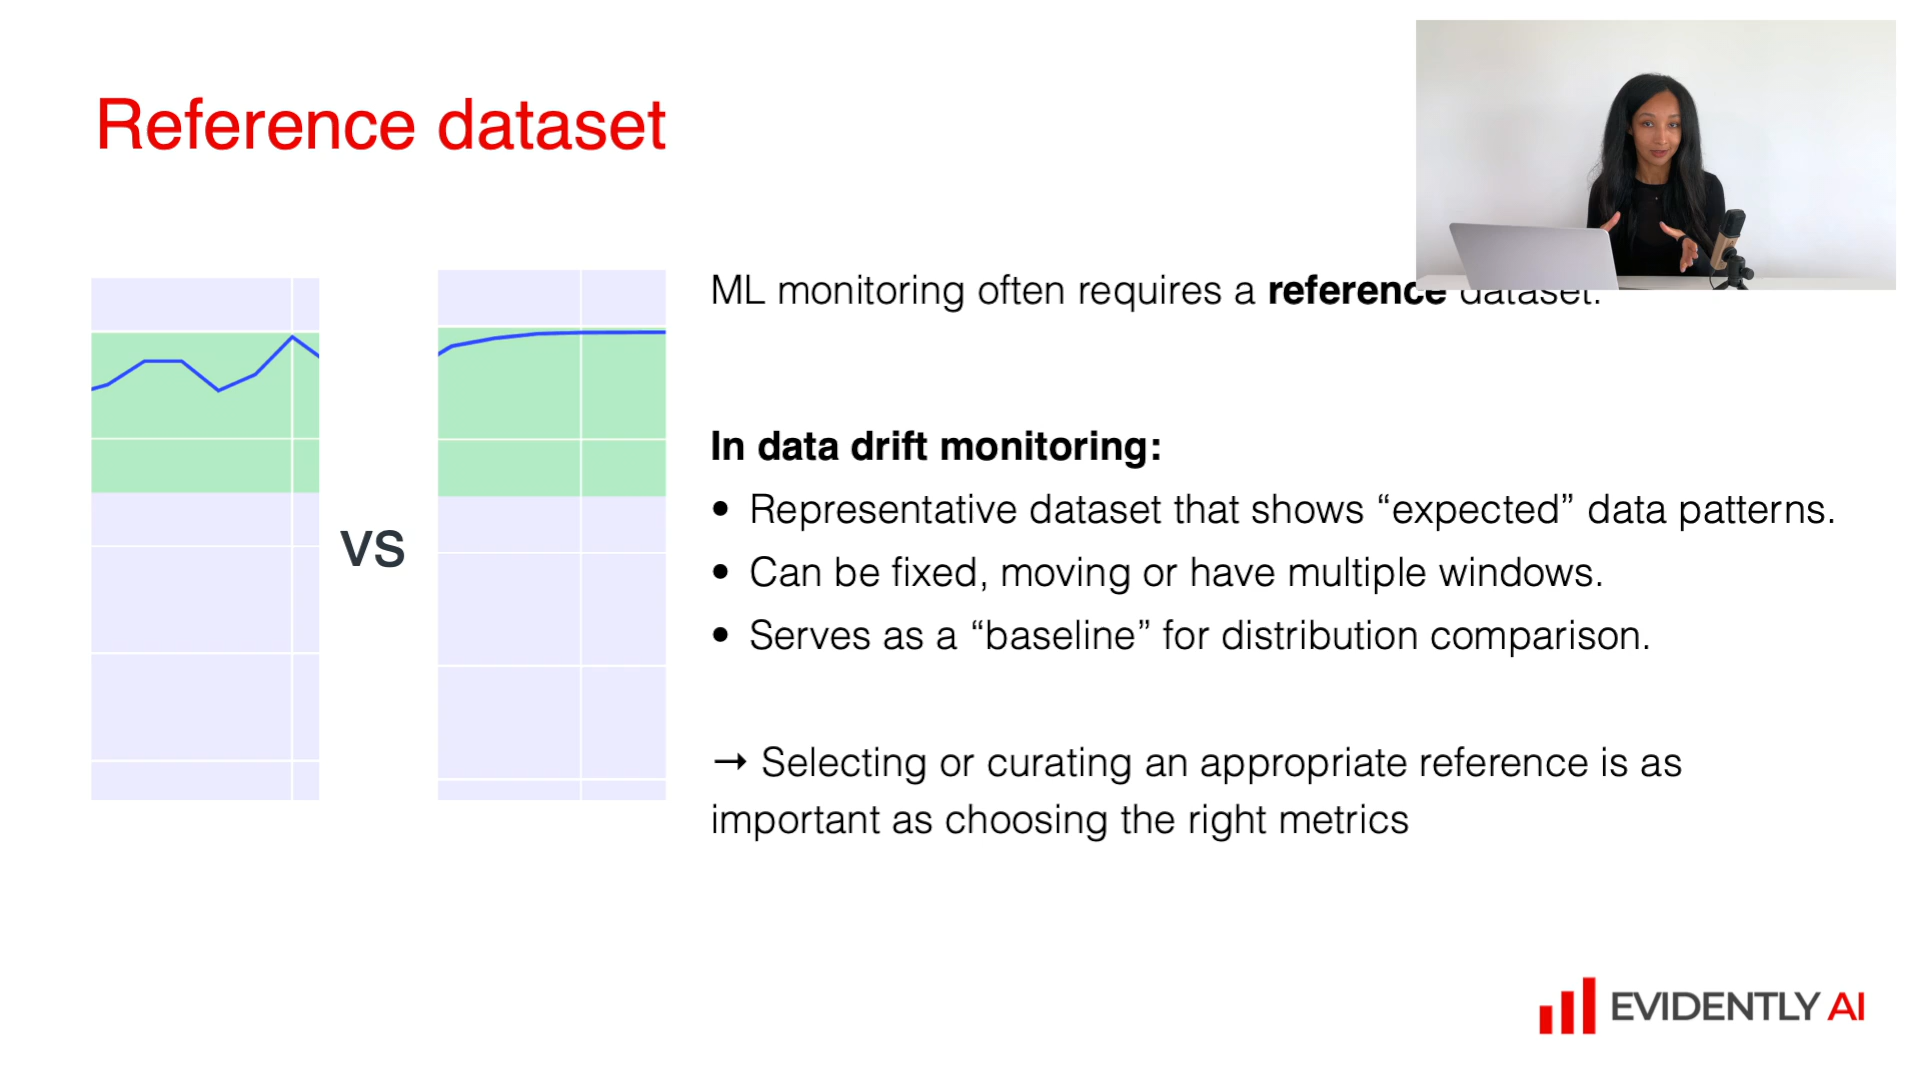 Reference dataset
ML monitoring often requires a reference dataset.
VS
In data drift monitoring:
• Representative dataset that shows “expected” data patterns.
• Can be fixed, moving or have multiple windows.
• Serves as a “baseline” for distribution comparison.
→ Selecting or curating an appropriate reference is as
important as choosing the right metrics
EVIDENTLY AI